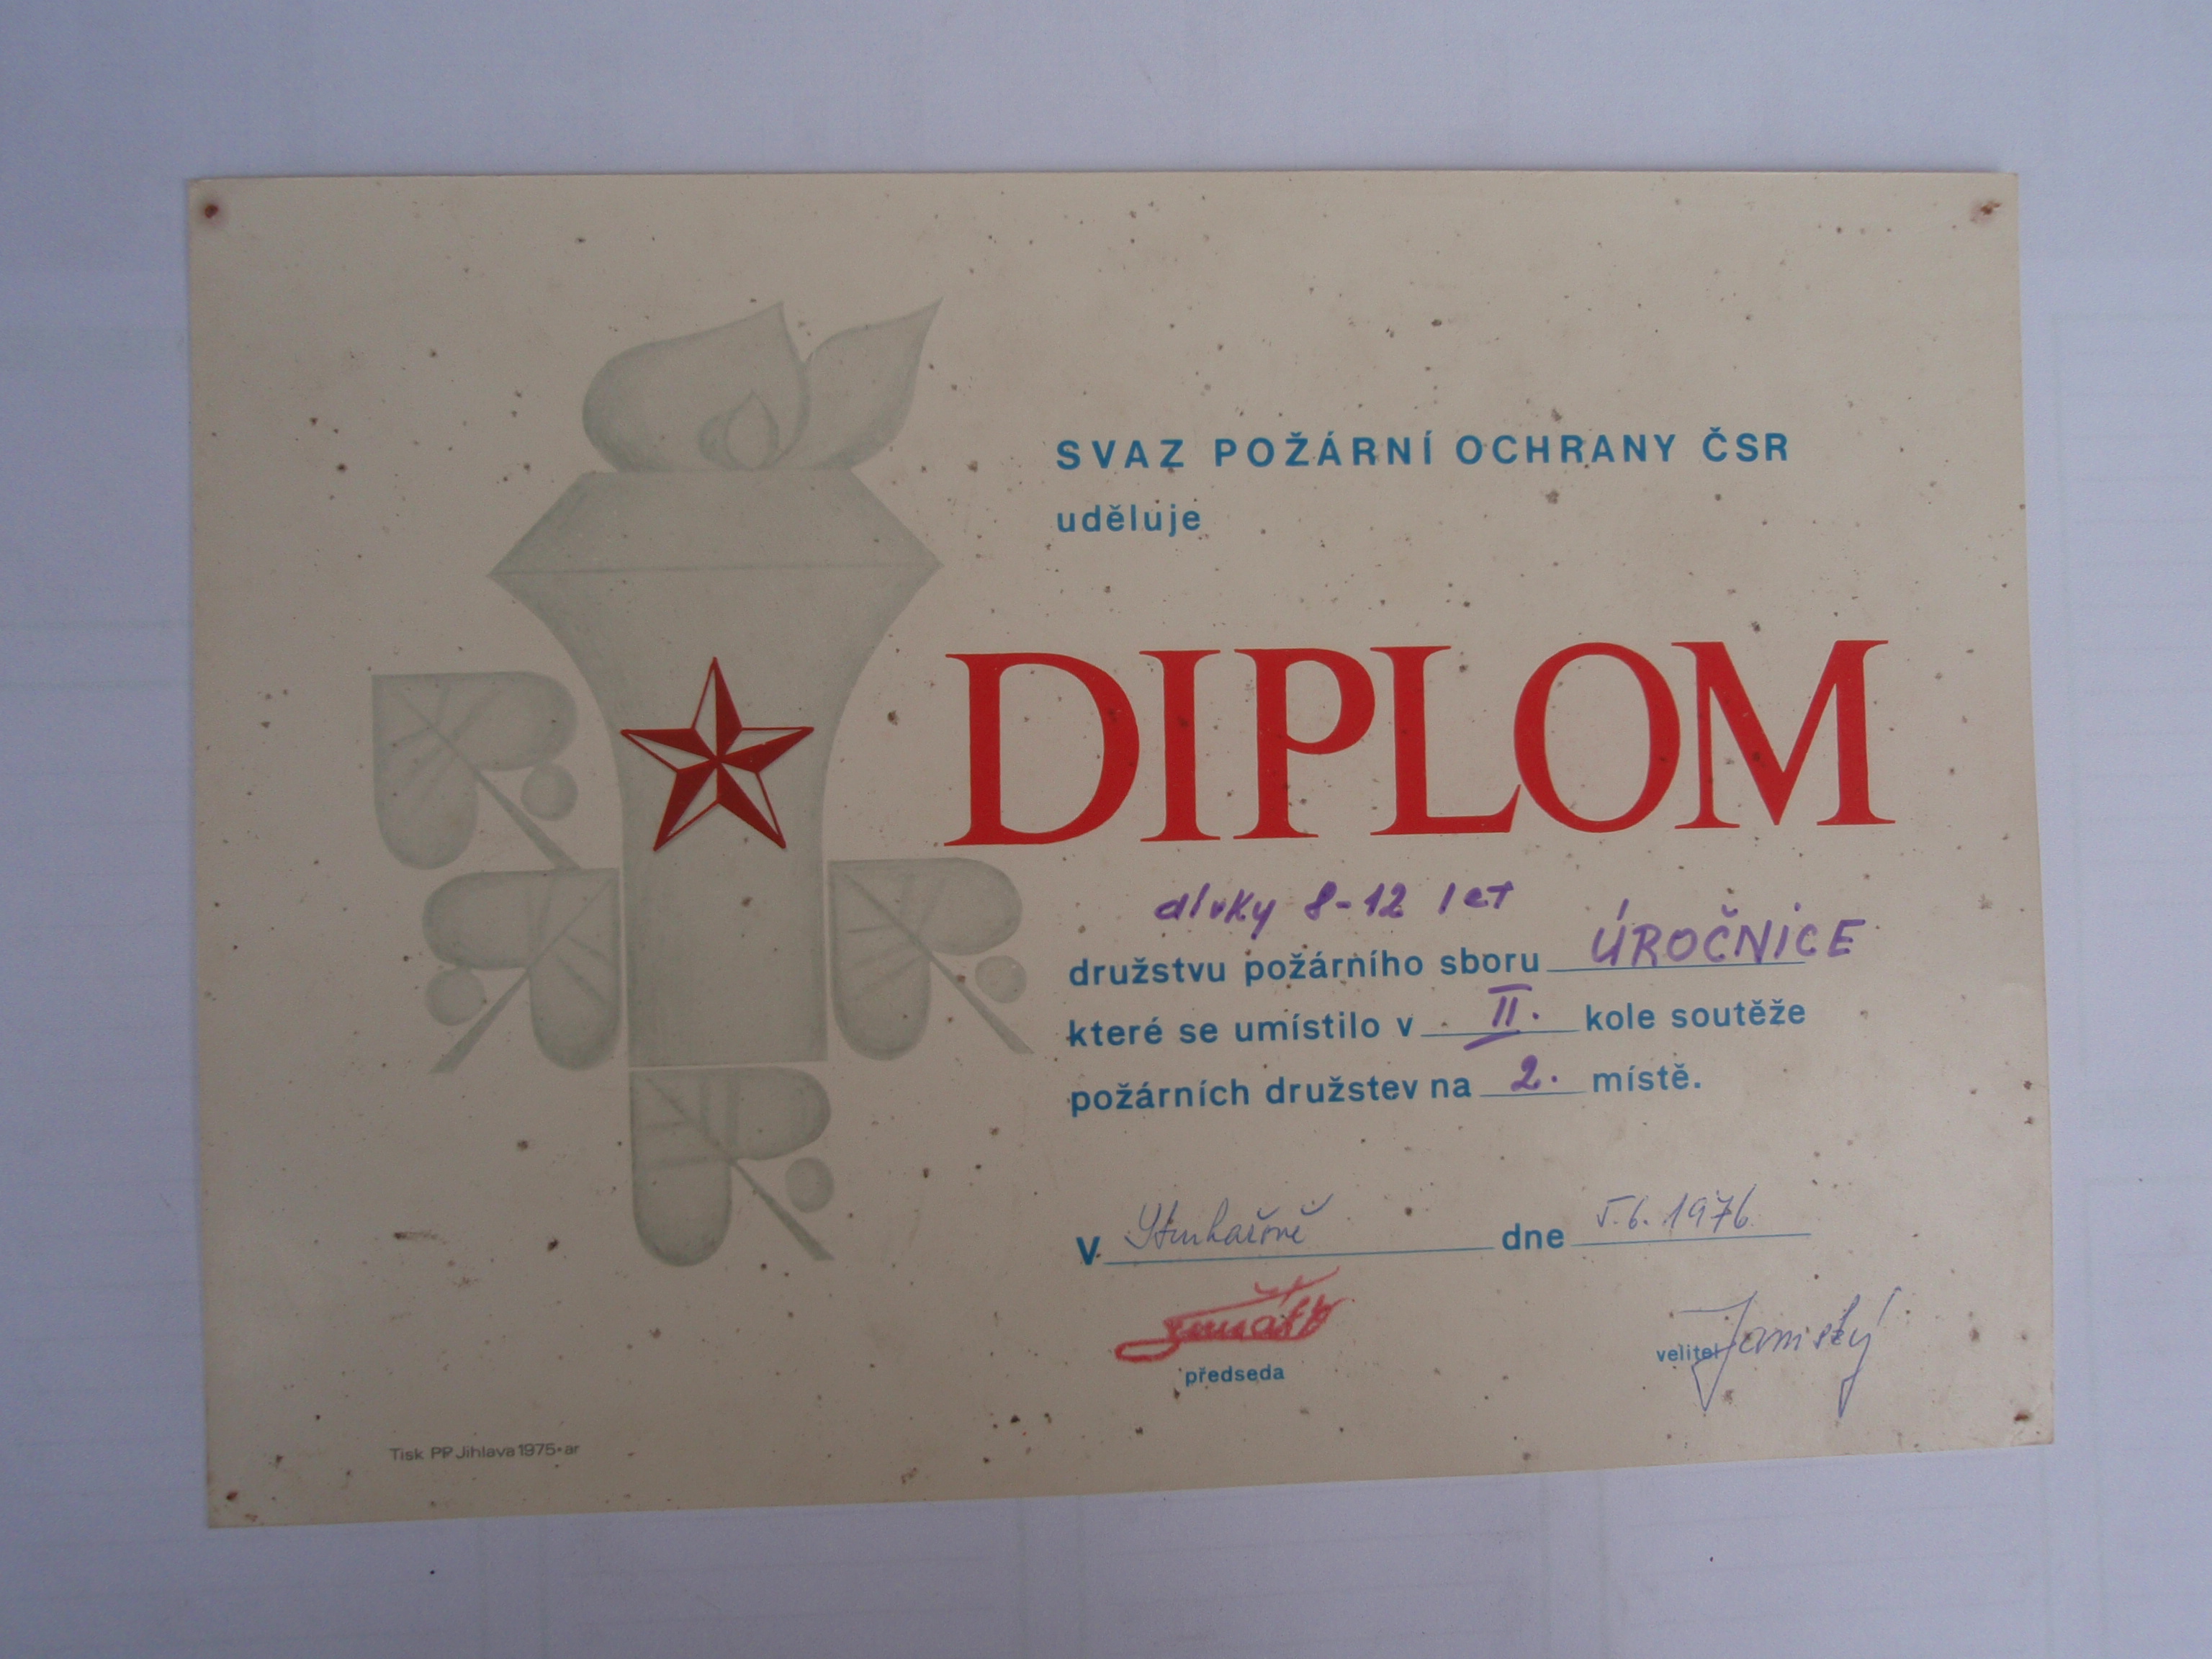 SVAZ POŽÁRNÍ OCHRANY ČSR
uděluje
DIPLOM
dívky 8-12 let
družstvu požárního sboru ÚROČNICE
které se umístilo v II. kole soutěže
požárních družstev na 2. místě.
V dne 5.6.1976
předseda
velitel
Tisk PP Jihlava 1975•ar